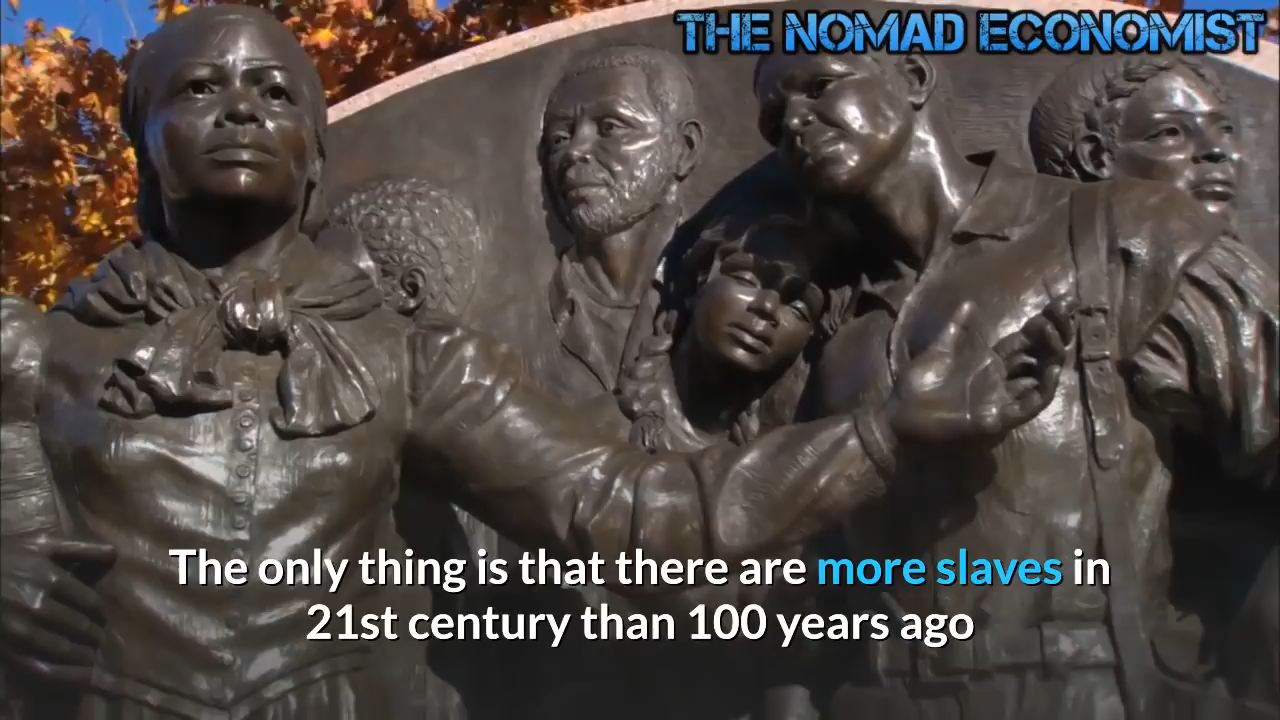 THE NOMAD ECONOMIST
The only thing is that there are more slaves in
21st century than 100 years ago